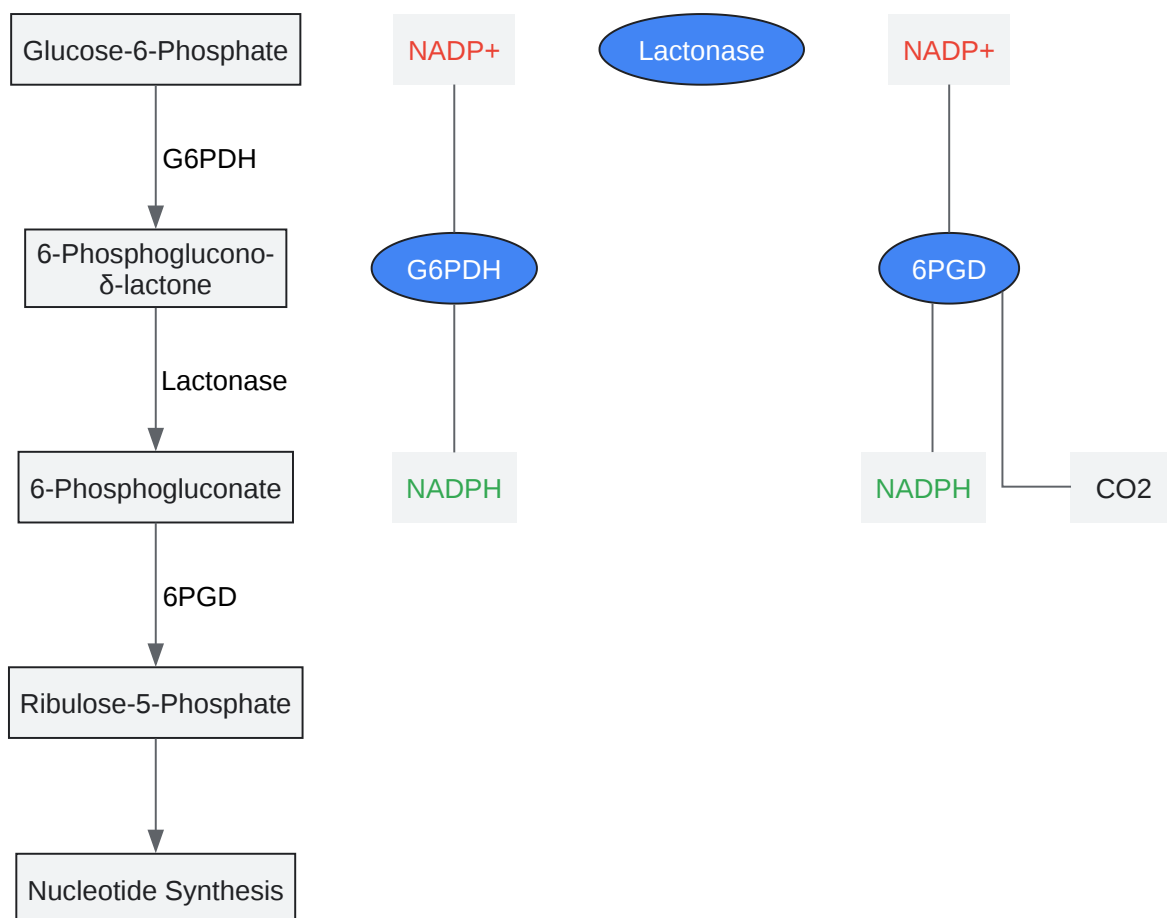 Glucose-6-Phosphate
NADP+
Lactonase
NADP+
G6PDH
6-Phosphoglucono-
δ-lactone
G6PDH
6PGD
Lactonase
6-Phosphogluconate
NADPH
NADPH
CO2
6PGD
Ribulose-5-Phosphate
Nucleotide Synthesis